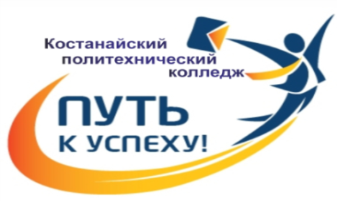 Костанайский
политехнический
колледж
ПУТЬ
К УСПЕХУ!